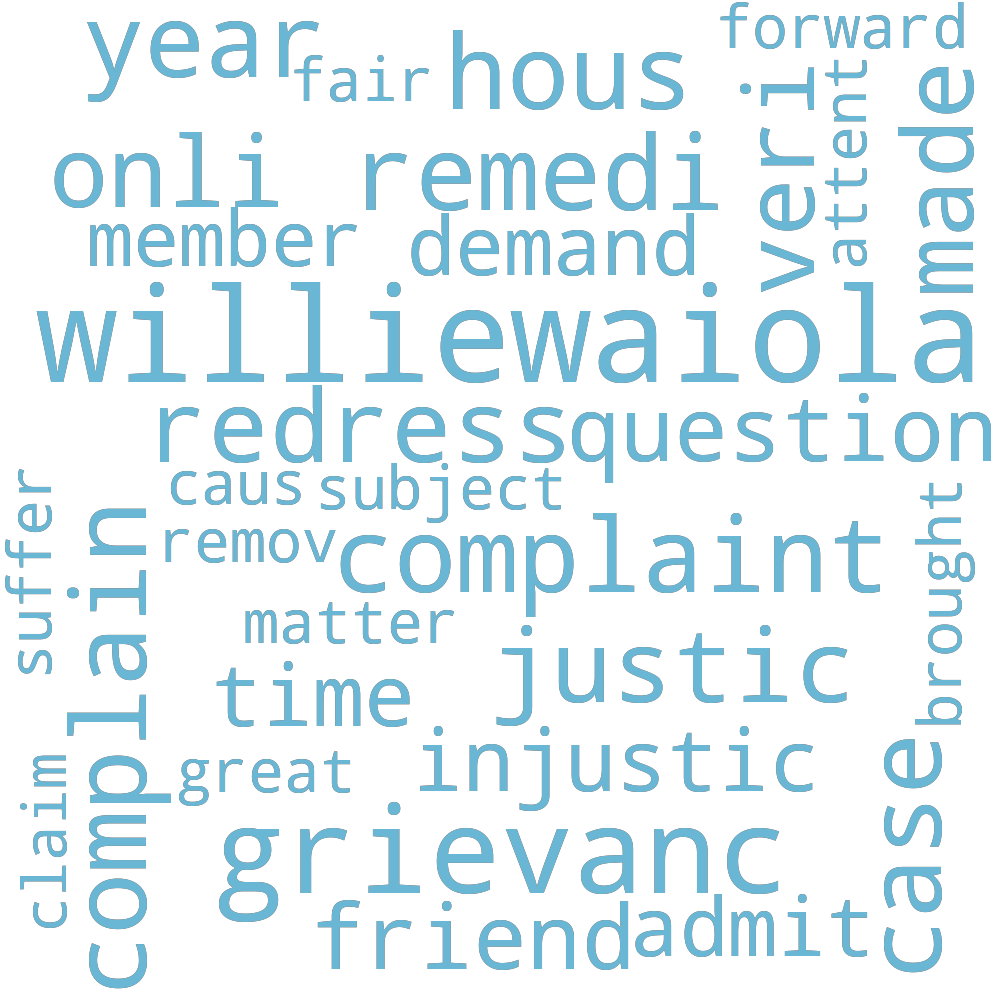 year
fair
hous
forward
veri
attent
made
onli
remedi
member
demand
williewaiola
redress
question
caus
subject
suffer
complain
remov
complaint
brought
matter
justic
time
injustic
great
case
claim
grievanc
friend
admit